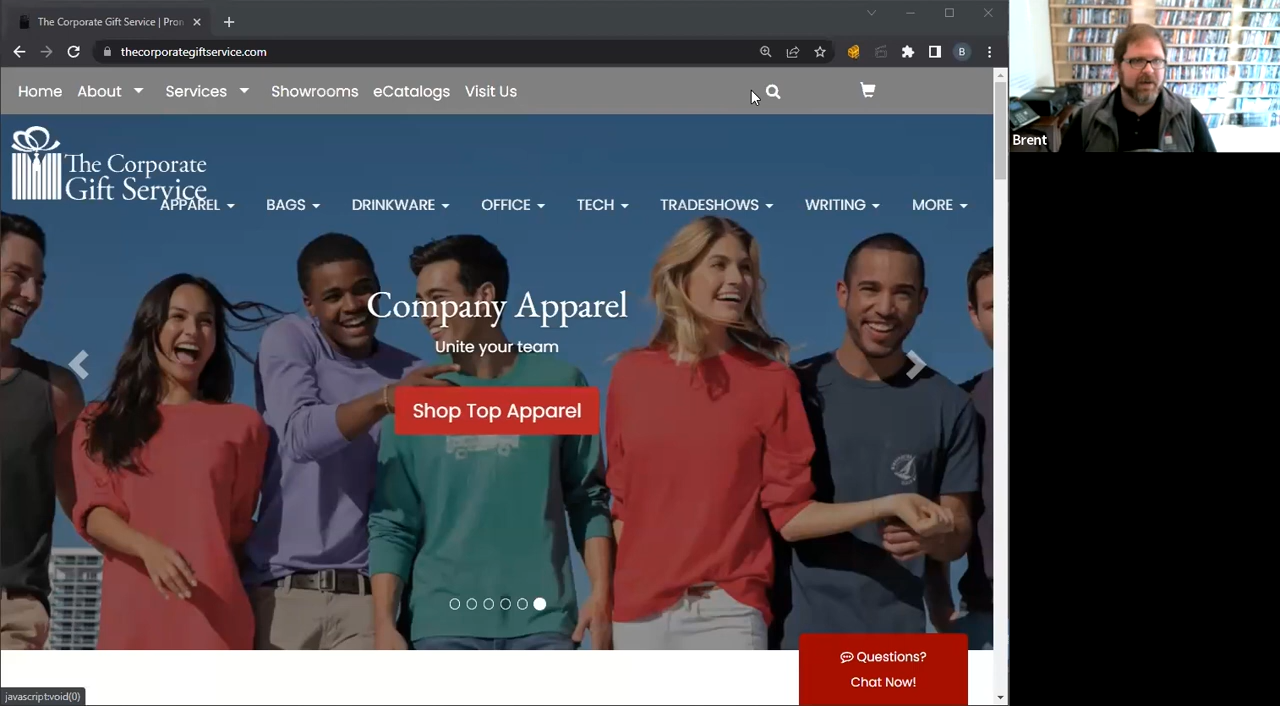 The Corporate Gift Service | Pron
thecorporategiftservice.com
B
Home About Services Showrooms eCatalogs Visit Us
The Corporate
Gift Service
APPAREL BAGS DRINKWARE OFFICE TECH TRADESHOWS WRITING MORE
Company Apparel
Unite your team
Shop Top Apparel
Questions?
Chat Now!
javascript:void(0)
Brent